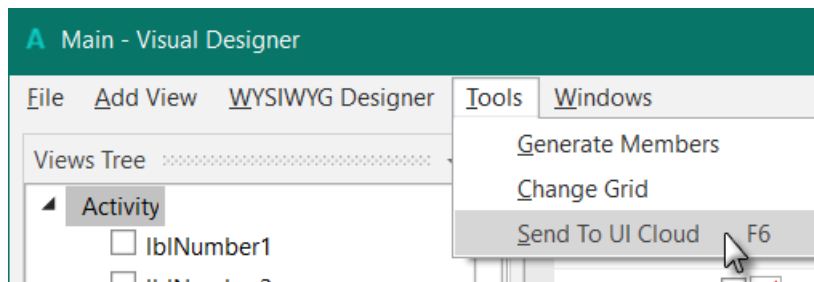 A Main - Visual Designer
File Add View WYSIWYG Designer Tools Windows
Generate Members
Views Tree
Change Grid
Activity
Send To UI Cloud F6
lblNumber1